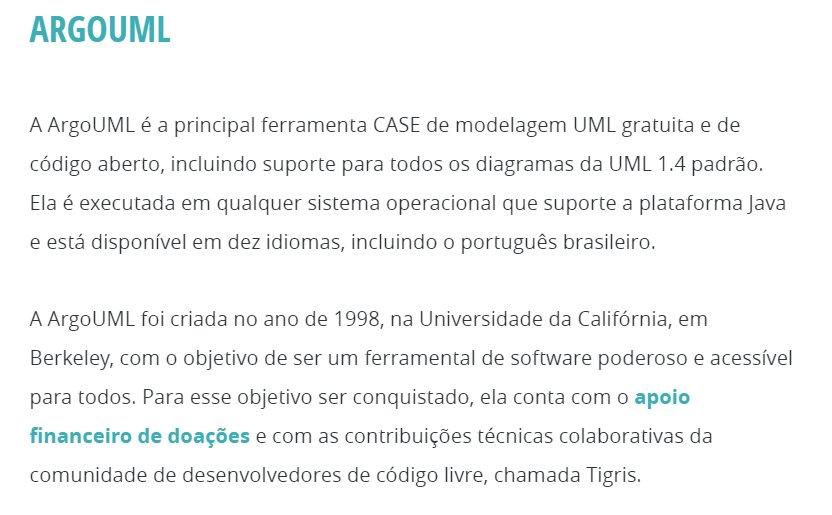 ARGOUML
A ArgoUML é a principal ferramenta CASE de modelagem UML gratuita e de
código aberto, incluindo suporte para todos os diagramas da UML 1.4 padrão.
Ela é executada em qualquer sistema operacional que suporte a plataforma Java
e está disponível em dez idiomas, incluindo o português brasileiro.
A ArgoUML foi criada no ano de 1998, na Universidade da Califórnia, em
Berkeley, com o objetivo de ser um ferramental de software poderoso e acessível
para todos. Para esse objetivo ser conquistado, ela conta com o apoio
financeiro de doações e com as contribuições técnicas colaborativas da
comunidade de desenvolvedores de código livre, chamada Tigris.